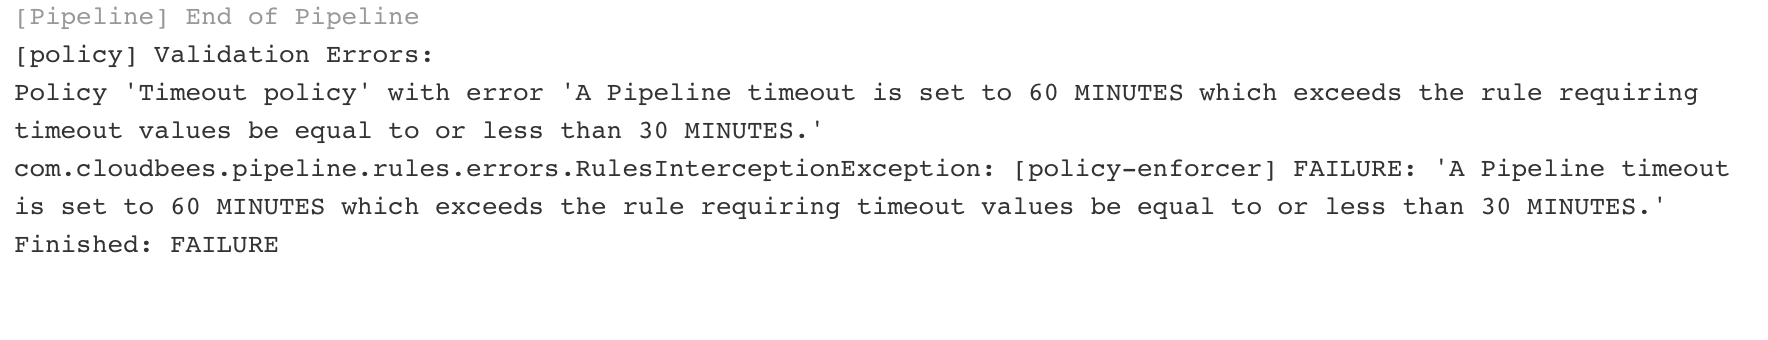 [Pipeline] End of Pipeline
[policy] Validation Errors:
Policy 'Timeout policy' with error 'A Pipeline timeout is set to 60 MINUTES which exceeds the rule requiring
timeout values be equal to or less than 30 MINUTES.'
com.cloudbees.pipeline.rules.errors.RulesInterceptionException: [policy-enforcer] FAILURE: 'A Pipeline timeout
is set to 60 MINUTES which exceeds the rule requiring timeout values be equal to or less than 30 MINUTES.'
Finished: FAILURE